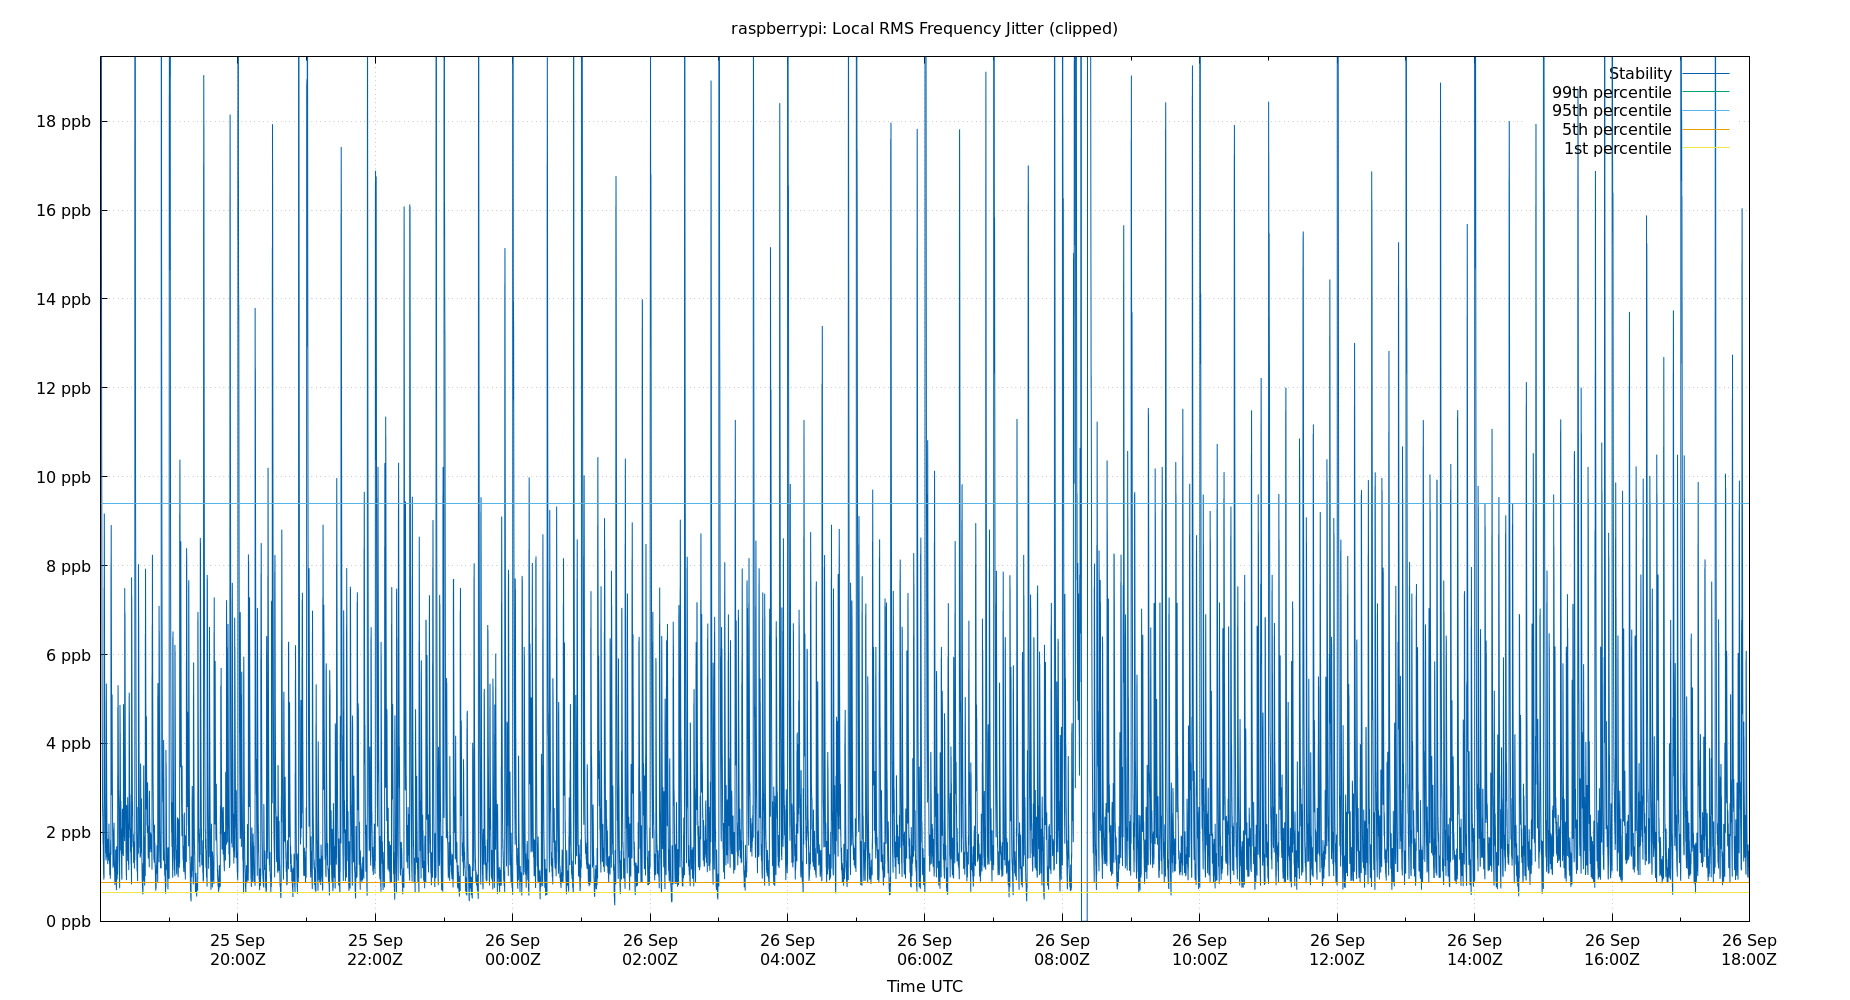 raspberrypi: Local RMS Frequency Jitter (clipped)
Stability
99th percentile
95th percentile
5th percentile
1st percentile
18 ppb
16 ppb
14 ppb
12 ppb
10 ppb
8 ppb
6 ppb
4 ppb
2 ppb
0 ppb
25 Sep 25 Sep 26 Sep 26 Sep 26 Sep 26 Sep 26 Sep 26 Sep 26 Sep 26 Sep 26 Sep 26 Sep
20:00Z 22:00Z 00:00Z 02:00Z 04:00Z 06:00Z 08:00Z 10:00Z 12:00Z 14:00Z 16:00Z 18:00Z
Time UTC